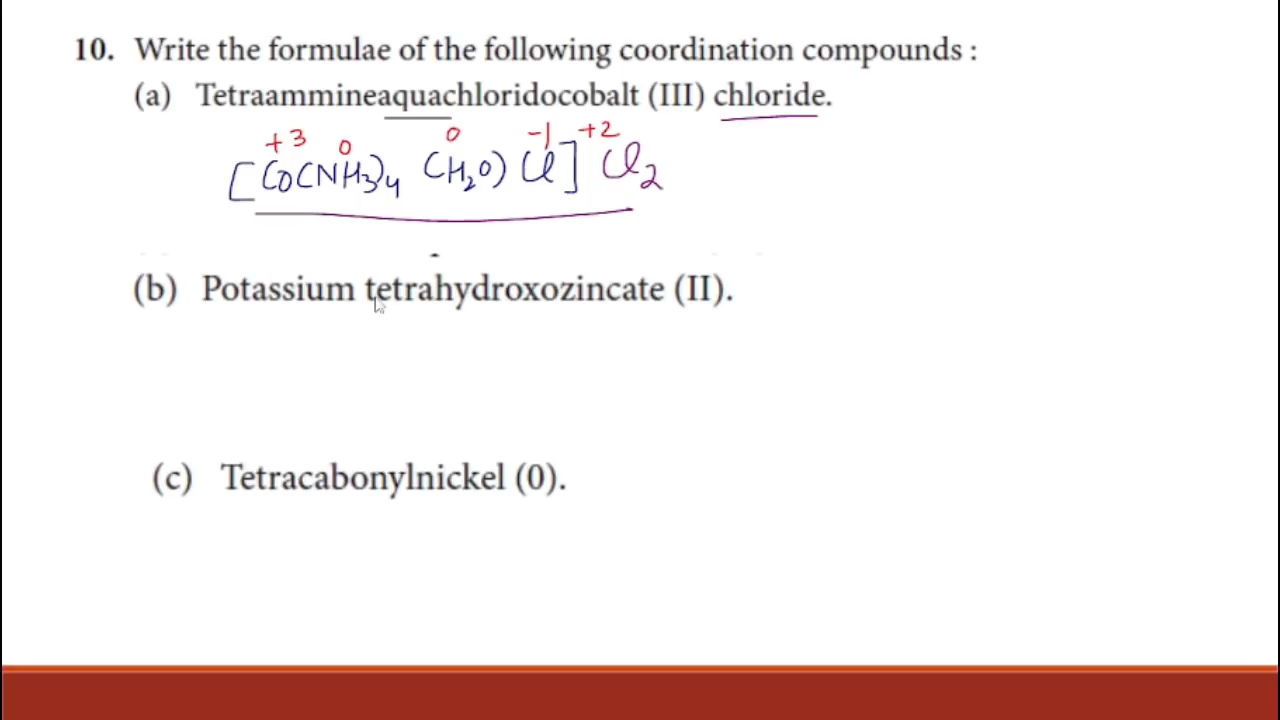 10. Write the formulae of the following coordination compounds :
(a) Tetraammineaquachloridocobalt (III) chloride.
+3 0 0 -1 +2
[Co(NH₃)₄ (H₂O) Cl] Cl₂
(b) Potassium tetrahydroxozincate (II).
(c) Tetracabonylnickel (0).